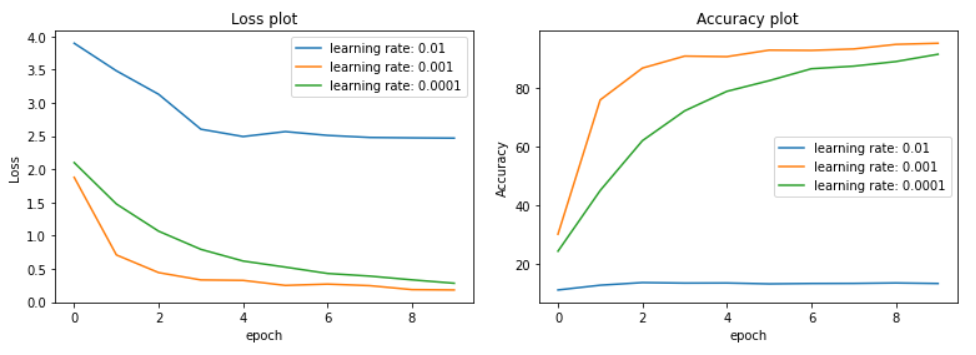 Loss plot
4.0
3.5
3.0
2.5
2.0
1.5
1.0
0.5
0.0
Loss
learning rate: 0.01
learning rate: 0.001
learning rate: 0.0001
0 2 4 6 8
epoch
Accuracy plot
80
60
40
20
Accuracy
learning rate: 0.01
learning rate: 0.001
learning rate: 0.0001
0 2 4 6 8
epoch